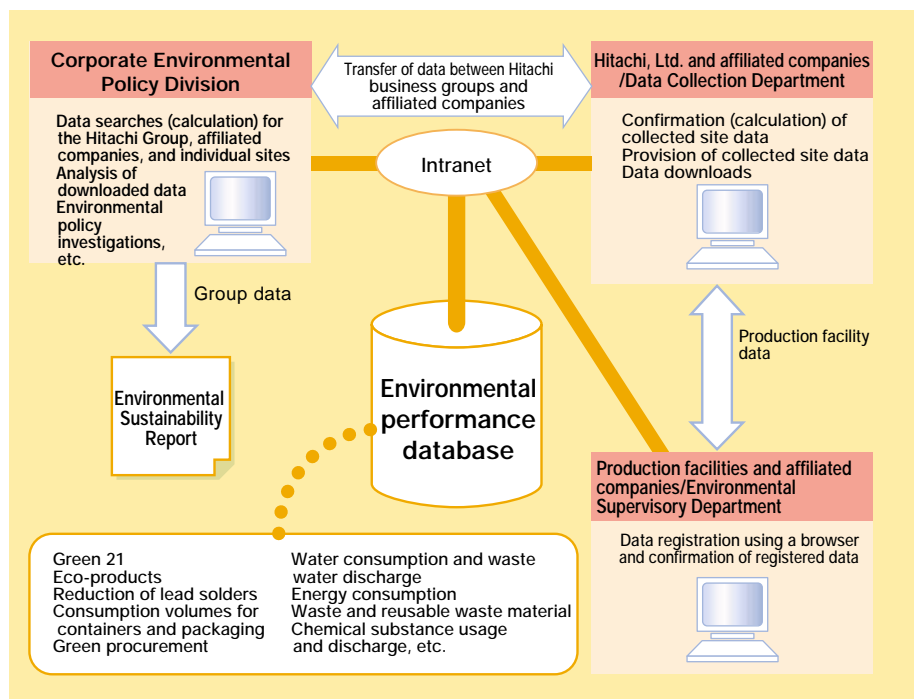 Corporate Environmental
Policy Division
Data searches (calculation) for
the Hitachi Group, affiliated
companies, and individual sites
Analysis of
downloaded data
Environmental
policy
investigations,
etc.
Transfer of data between Hitachi
business groups and
affiliated companies
Hitachi, Ltd. and affiliated companies
/Data Collection Department
Confirmation (calculation) of
collected site data
Provision of collected site data
Data downloads
Intranet
Group data
Environmental
Sustainability
Report
Environmental
performance
database
Production facility
data
Production facilities and affiliated
companies/Environmental
Supervisory Department
Data registration using a browser
and confirmation of registered data
Green 21
Eco-products
Reduction of lead solders
Consumption volumes for
containers and packaging
Green procurement
Water consumption and waste
water discharge
Energy consumption
Waste and reusable waste material
Chemical substance usage
and discharge, etc.